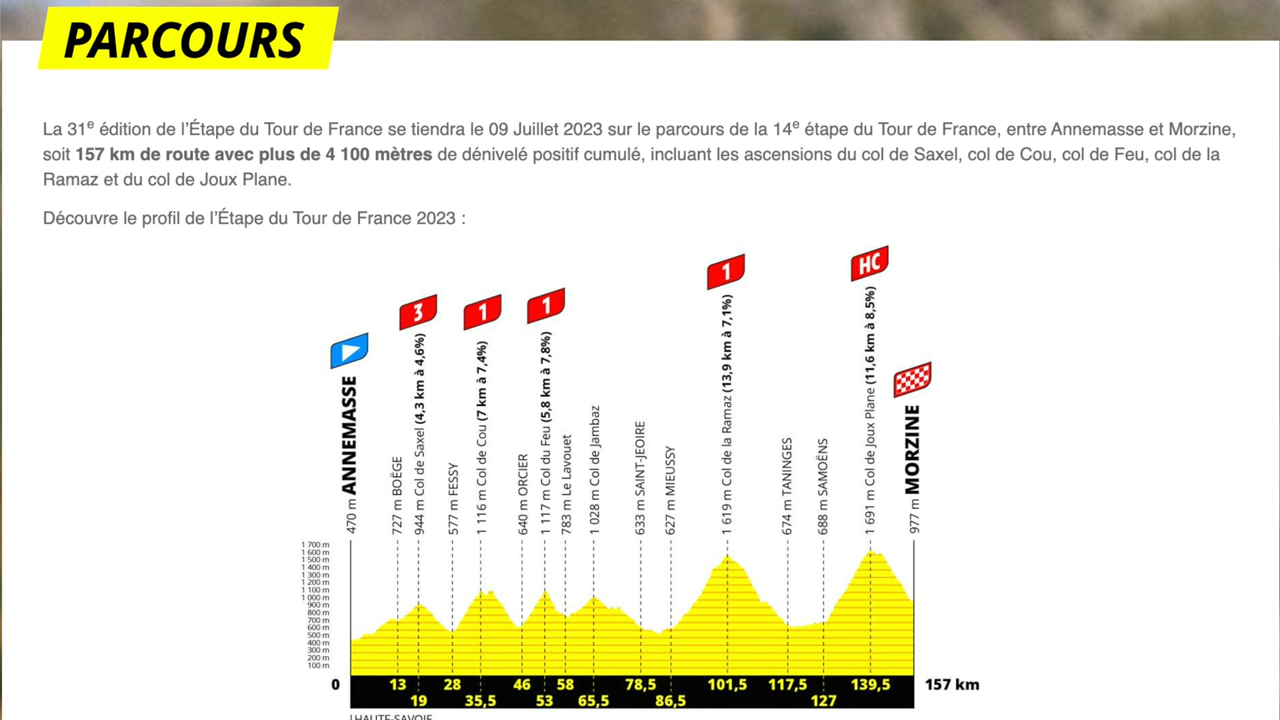 PARCOURS
La 31e édition de l’Étape du Tour de France se tiendra le 09 Juillet 2023 sur le parcours de la 14e étape du Tour de France, entre Annemasse et Morzine,
soit 157 km de route avec plus de 4 100 mètres de dénivelé positif cumulé, incluant les ascensions du col de Saxel, col de Cou, col de Feu, col de la
Ramaz et du col de Joux Plane.
Découvre le profil de l’Étape du Tour de France 2023 :
3
1
1
1
HC
470 m ANNEMASSE
727 m BOËGE
944 m Col de Saxel (4,3 km à 4,6%)
577 m FESSY
1 116 m Col de Cou (7 km à 7,4%)
640 m ORCIER
1 117 m Col du Feu (5,8 km à 7,8%)
783 m Le Lavouet
1 028 m Col de Jambaz
633 m SAINT-JEOIRE
627 m MIEUSSY
1 619 m Col de la Ramaz (13,9 km à 7,1%)
674 m TANINGES
688 m SAMOËNS
1 691 m Col de Joux Plane (11,6 km à 8,5%)
977 m MORZINE
1 700 m
1 600 m
1 500 m
1 400 m
1 300 m
1 200 m
1 100 m
1 000 m
900 m
800 m
700 m
600 m
500 m
400 m
300 m
200 m
100 m
0 13 28 46 58 78,5 101,5 117,5 139,5 157 km
19 35,5 53 65,5 86,5 127
HAUTE-SAVOIE